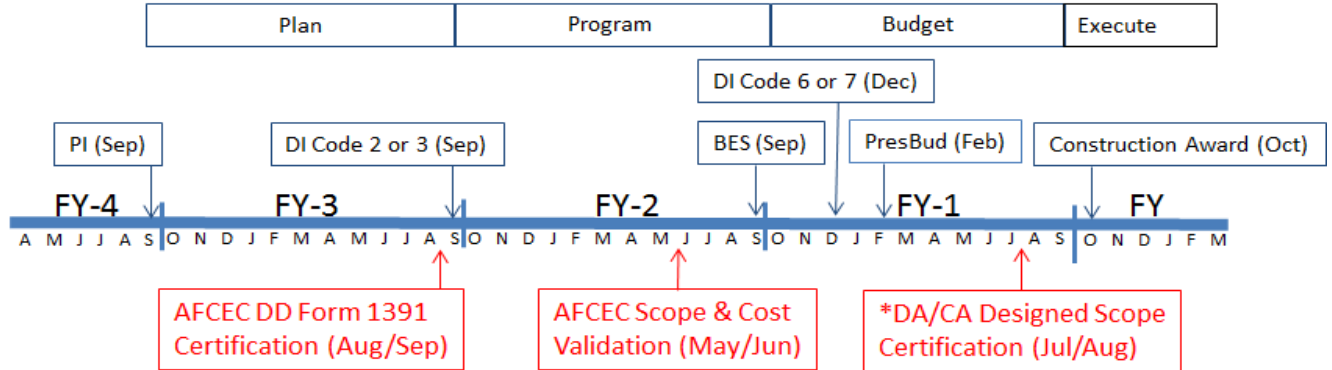 Plan Program Budget Execute
DI Code 6 or 7 (Dec)
PI (Sep) DI Code 2 or 3 (Sep) BES (Sep) PresBud (Feb) Construction Award (Oct)
FY-4 FY-3 FY-2 FY-1 FY
A M J J A S O N D J F M A M J J A S O N D J F M A M J J A S O N D J F M A M J J A S O N D J F M
AFCEC DD Form 1391
Certification (Aug/Sep)
AFCEC Scope & Cost
Validation (May/Jun)
*DA/CA Designed Scope
Certification (Jul/Aug)